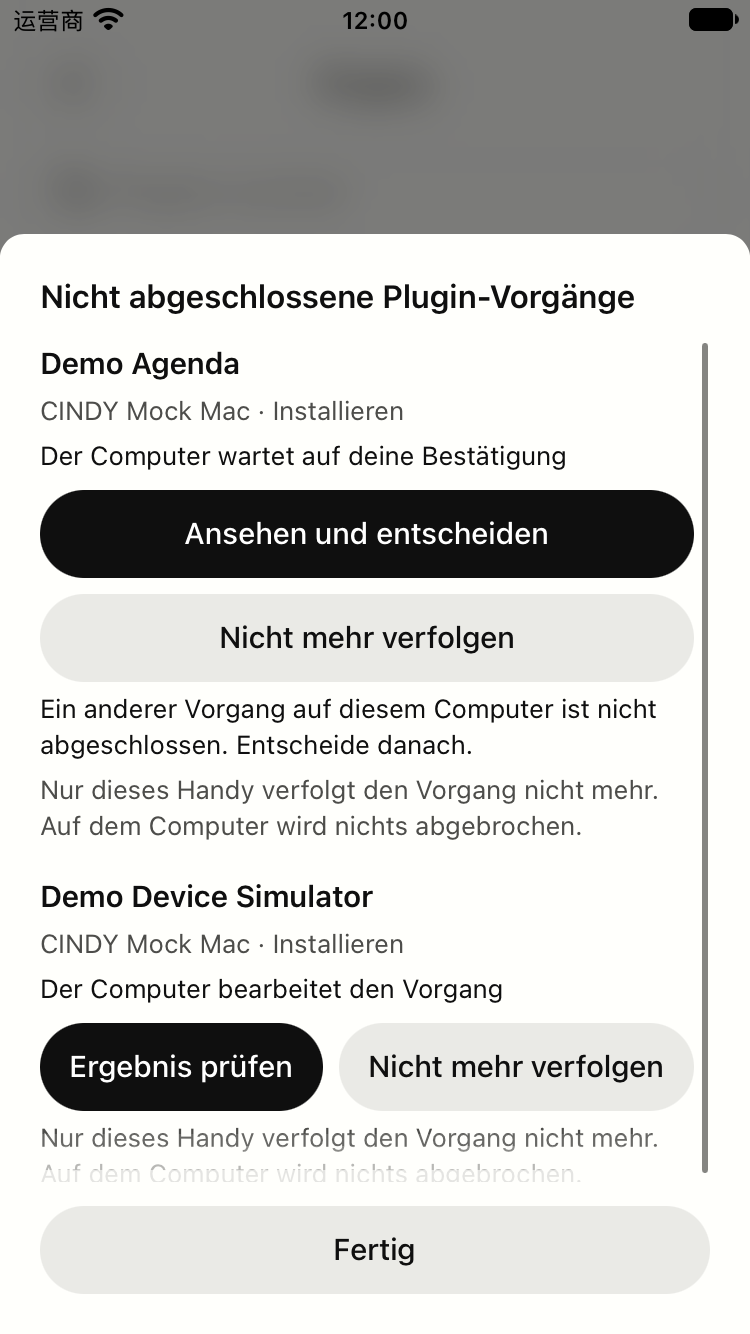 运营商
12:00
Nicht abgeschlossene Plugin-Vorgänge
Demo Agenda
CINDY Mock Mac · Installieren
Der Computer wartet auf deine Bestätigung
Ansehen und entscheiden
Nicht mehr verfolgen
Ein anderer Vorgang auf diesem Computer ist nicht
abgeschlossen. Entscheide danach.
Nur dieses Handy verfolgt den Vorgang nicht mehr.
Auf dem Computer wird nichts abgebrochen.
Demo Device Simulator
CINDY Mock Mac · Installieren
Der Computer bearbeitet den Vorgang
Ergebnis prüfen
Nicht mehr verfolgen
Nur dieses Handy verfolgt den Vorgang nicht mehr.
Auf dem Computer wird nichts abgebrochen.
Fertig